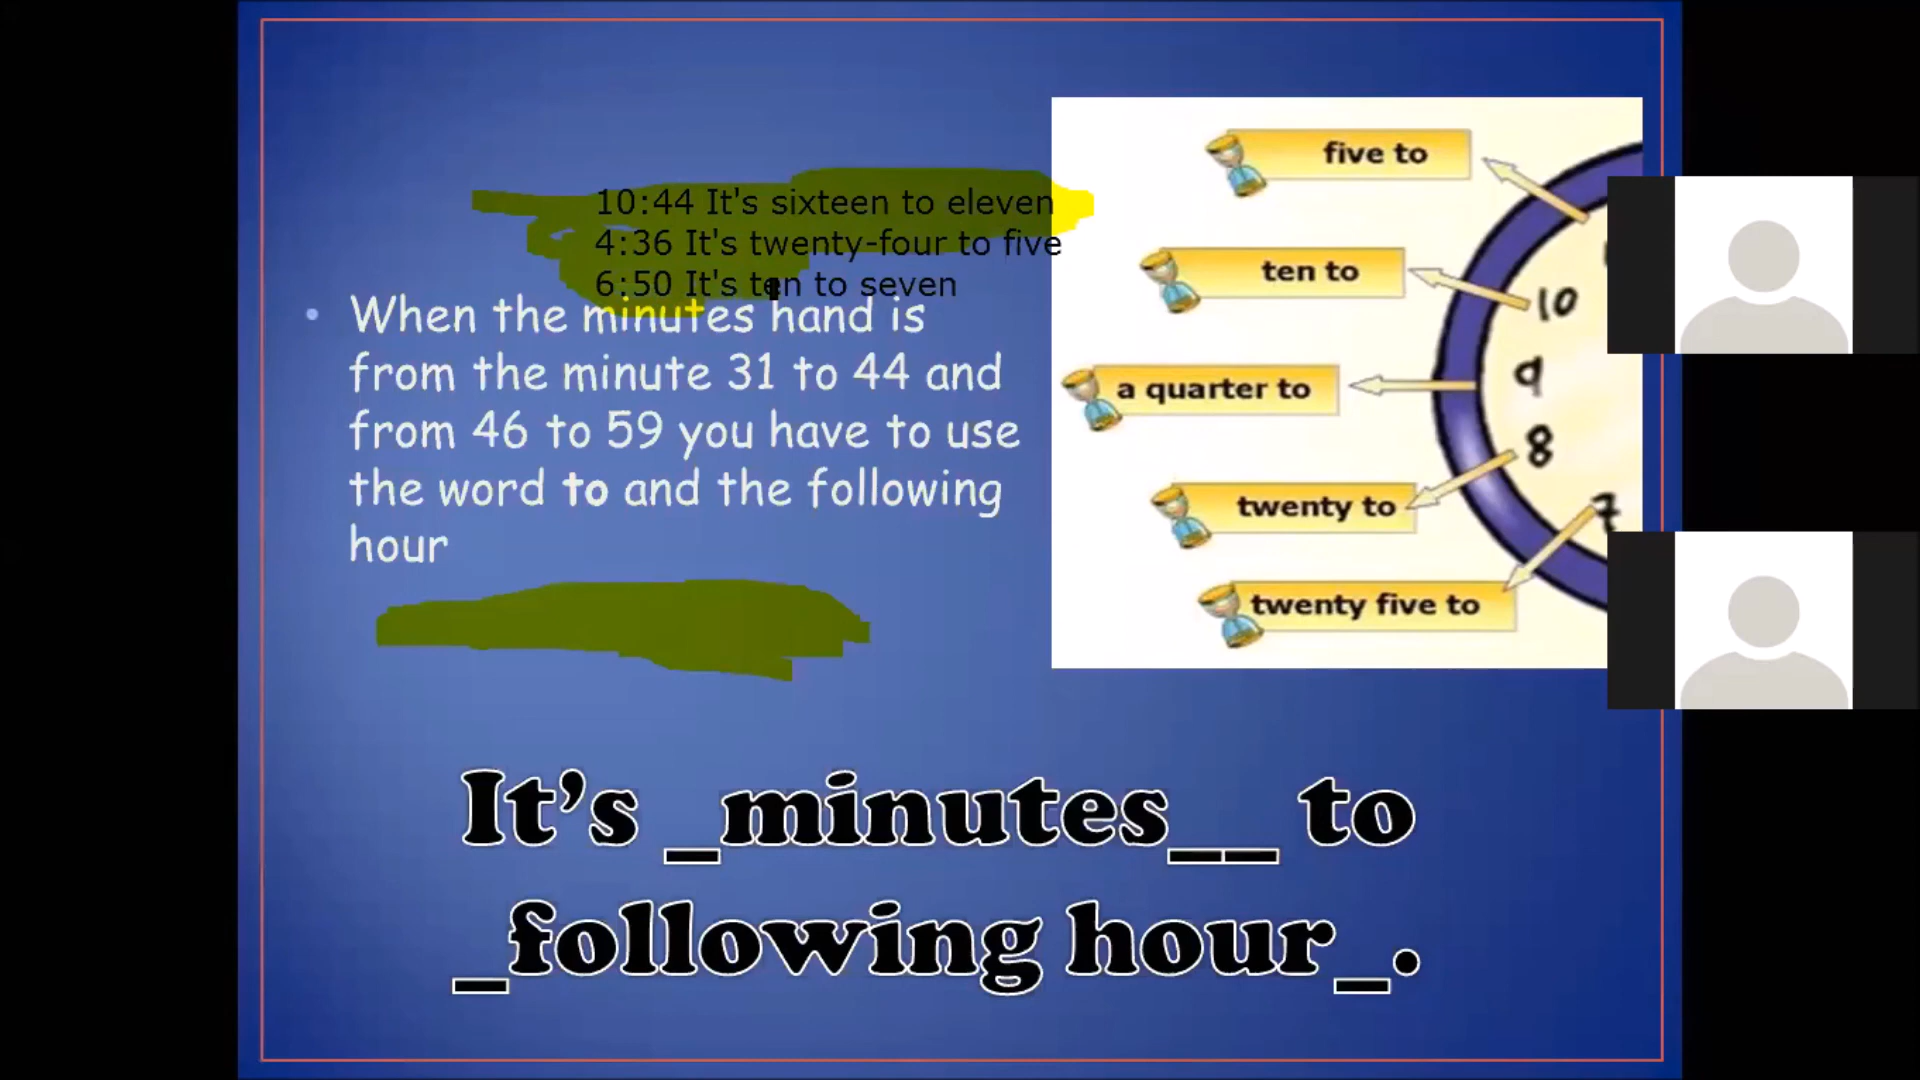 10:44 It's sixteen to eleven
4:36 It's twenty-four to five
6:50 It's ten to seven
• When the minutes hand is
from the minute 31 to 44 and
from 46 to 59 you have to use
the word to and the following
hour
five to
ten to
10
a quarter to
9
8
twenty to
7
twenty five to
It's _minutes__ to
_following hour_.